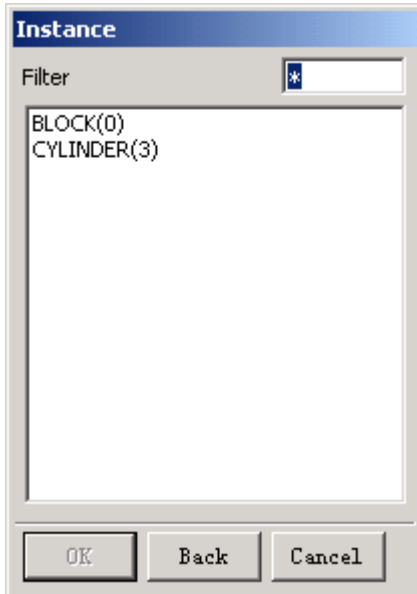 Instance
Filter *
BLOCK(0)
CYLINDER(3)
OK Back Cancel